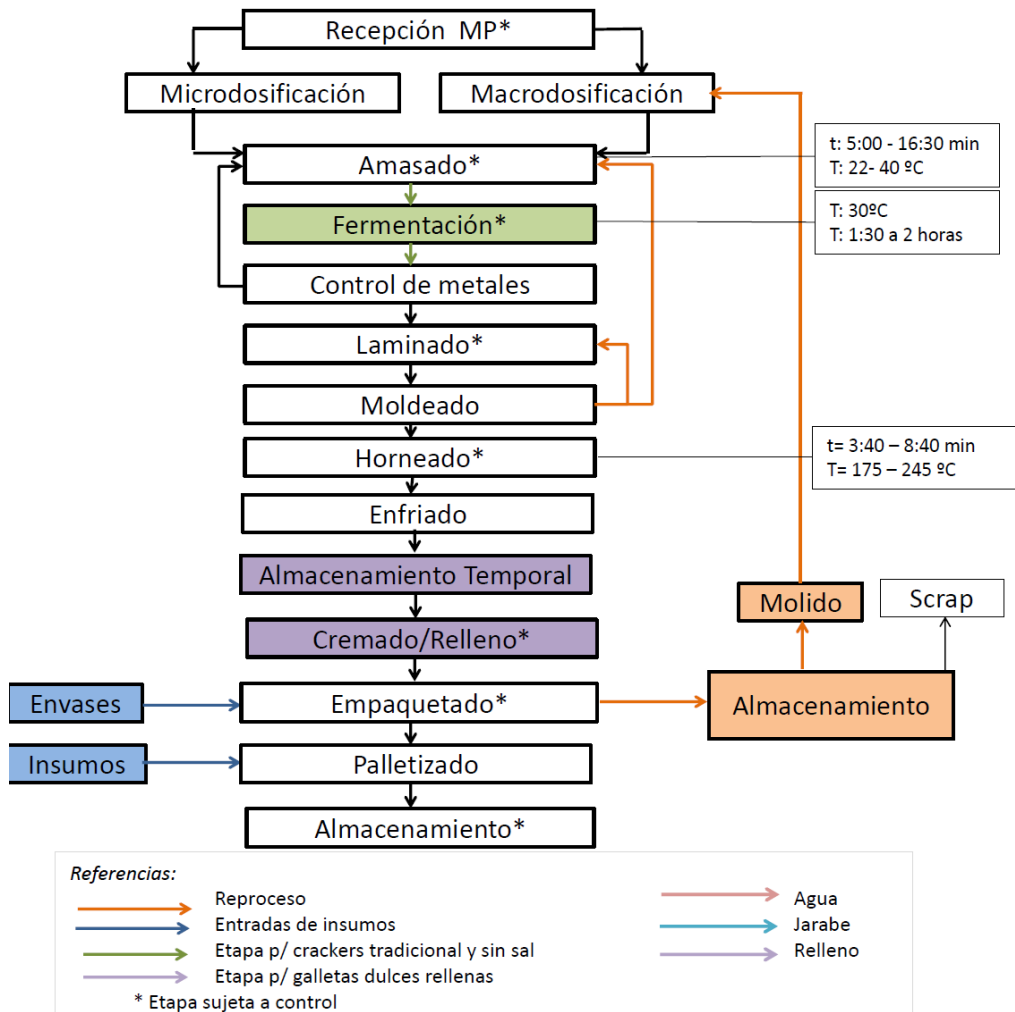 Recepción MP*
Microdosificación
Macrodosificación
Amasado*
t: 5:00 - 16:30 min
T: 22- 40 ºC
Fermentación*
T: 30ºC
T: 1:30 a 2 horas
Control de metales
Laminado*
Moldeado
Horneado*
t= 3:40 – 8:40 min
T= 175 – 245 ºC
Enfriado
Almacenamiento Temporal
Molido
Scrap
Cremado/Relleno*
Envases
Empaquetado*
Almacenamiento
Insumos
Palletizado
Almacenamiento*
Referencias:
Reproceso
Entradas de insumos
Etapa p/ crackers tradicional y sin sal
Etapa p/ galletas dulces rellenas
* Etapa sujeta a control
Agua
Jarabe
Relleno